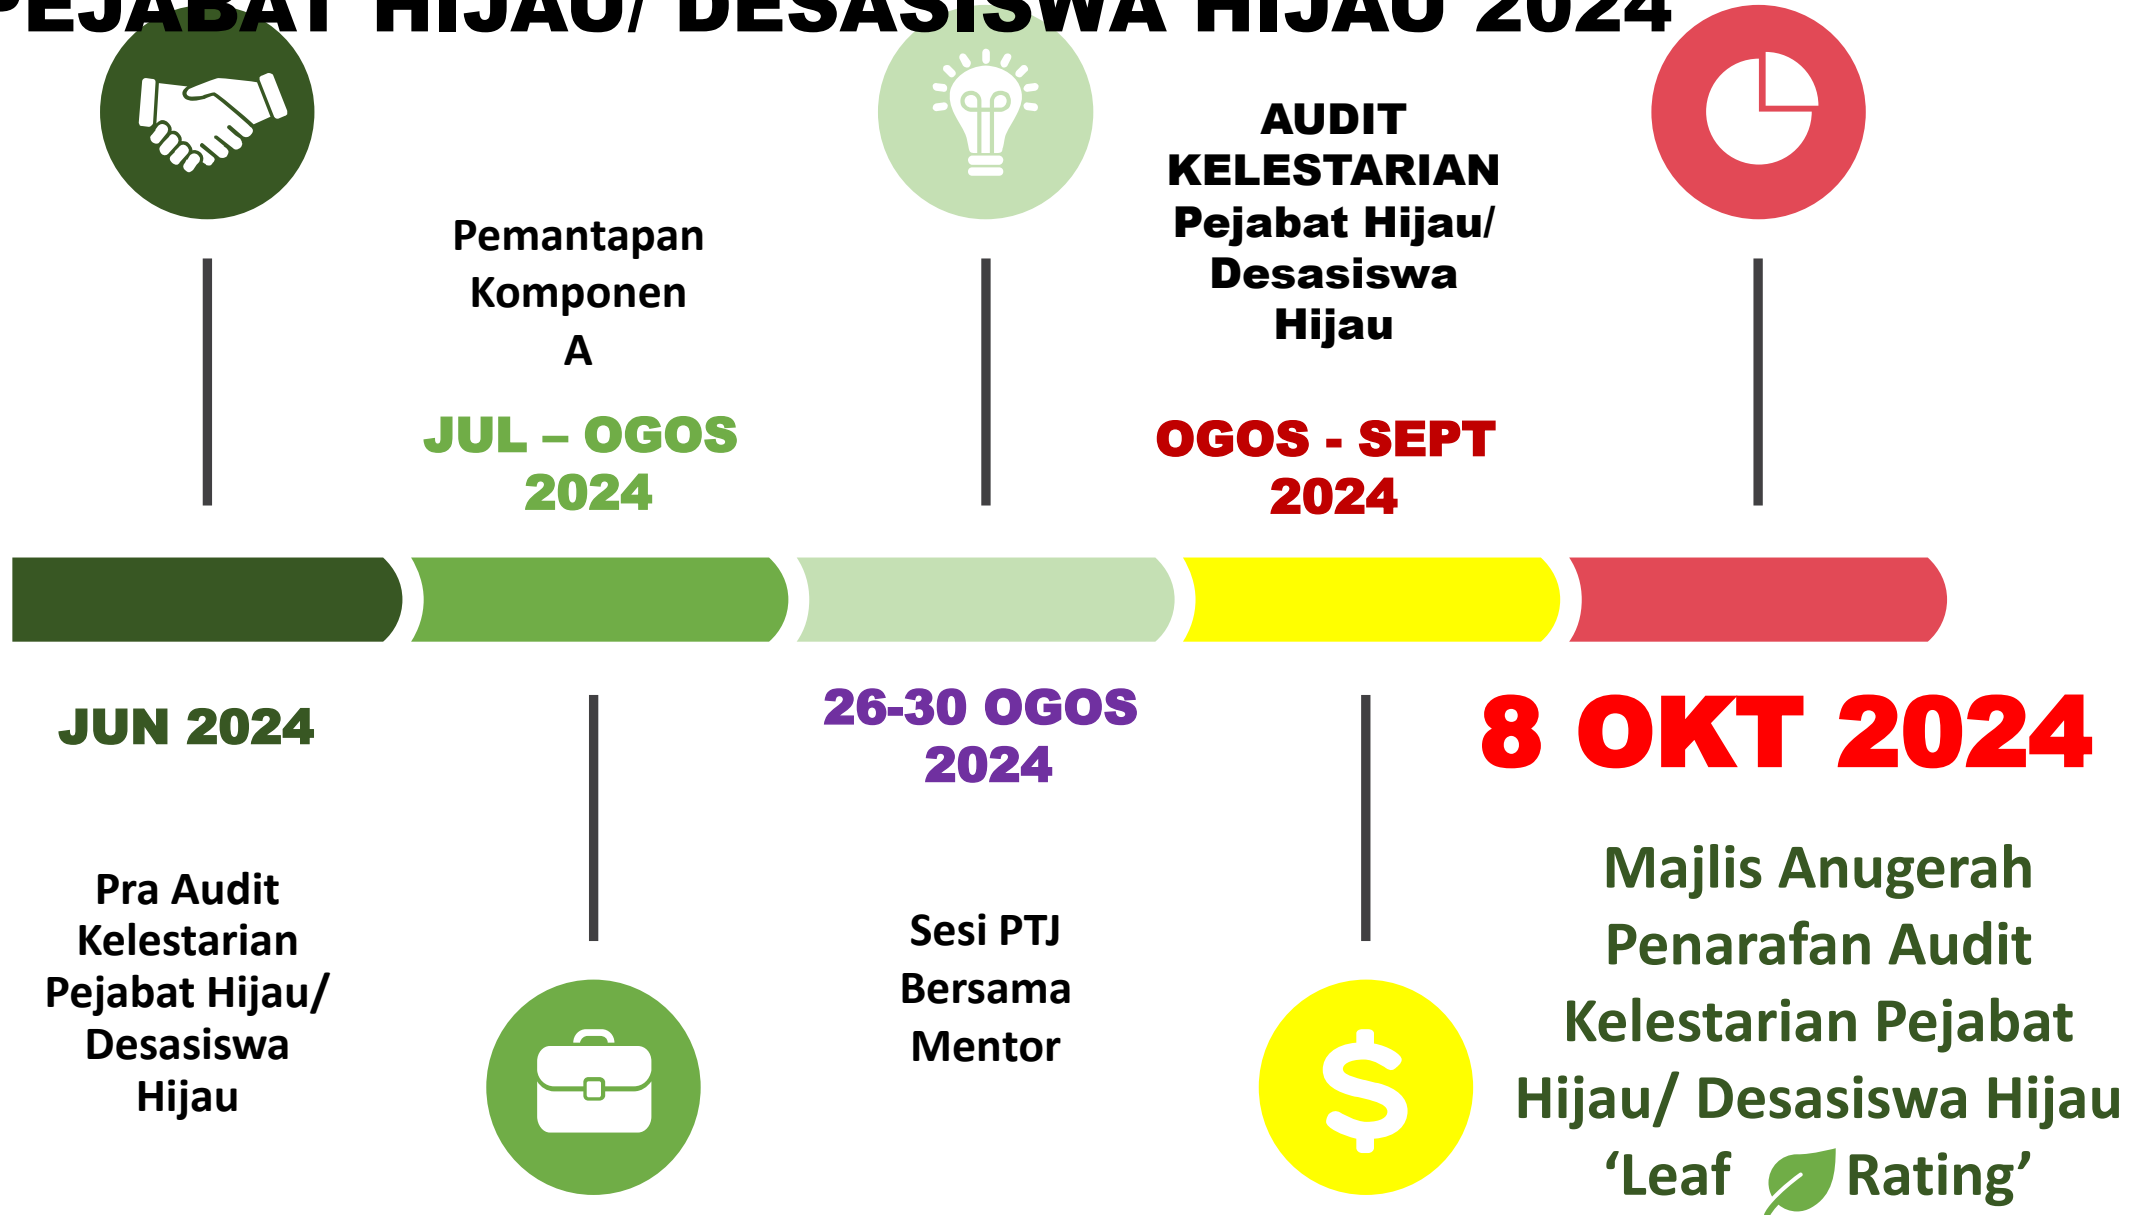 PEJABAT HIJAU/ DESASISWA HIJAU 2024
JUN 2024
Pra Audit
Kelestarian
Pejabat Hijau/
Desasiswa
Hijau
Pemantapan
Komponen
A
JUL – OGOS
2024
26-30 OGOS
2024
Sesi PTJ
Bersama
Mentor
AUDIT
KELESTARIAN
Pejabat Hijau/
Desasiswa
Hijau
OGOS - SEPT
2024
8 OKT 2024
Majlis Anugerah
Penarafan Audit
Kelestarian Pejabat
Hijau/ Desasiswa Hijau
‘Leaf Rating’